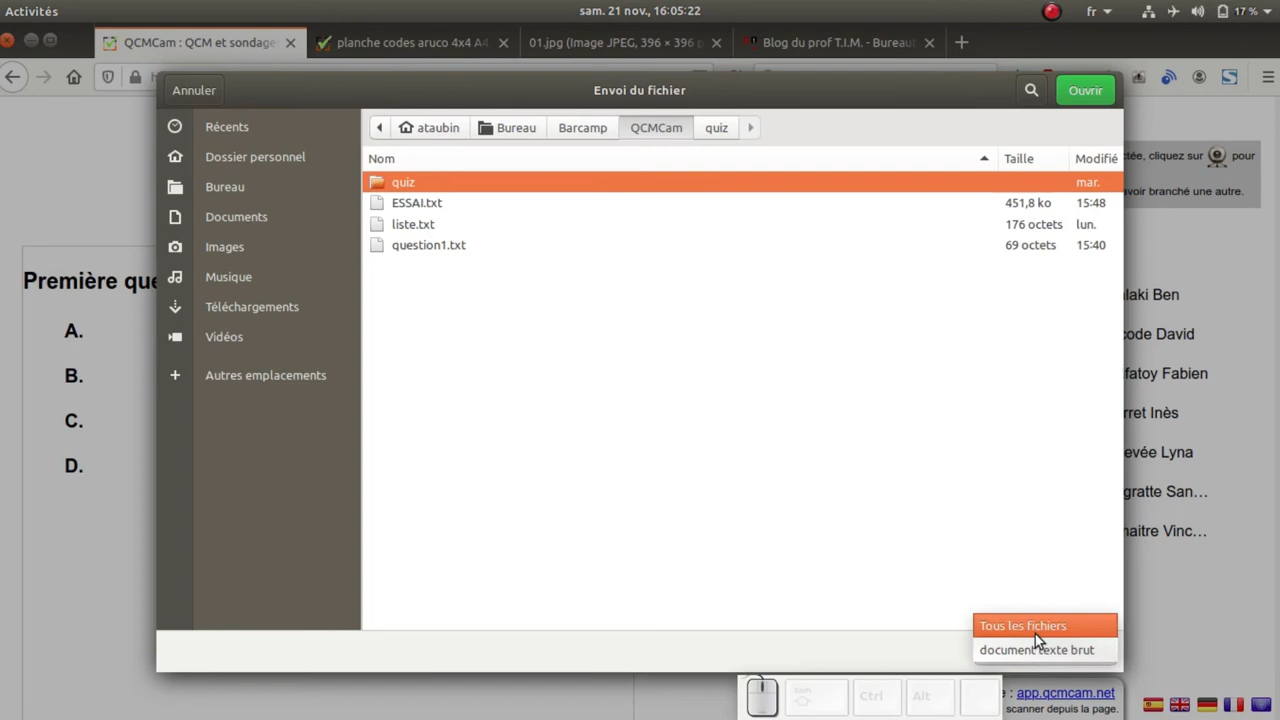 Activités
sam. 21 nov., 16:05:22
fr
17 %
QCMCam : QCM et sondage
planche codes aruco 4x4 A4
01.jpg (Image JPEG, 396 × 396 p
Blog du prof T.I.M. - Bureaut
Annuler
Envoi du fichier
Ouvrir
Récents
Dossier personnel
Bureau
Documents
Images
Musique
Téléchargements
Vidéos
Autres emplacements
ataubin
Bureau
Barcamp
QCMCam
quiz
Nom
Taille
Modifié
quiz
mar.
ESSAI.txt
451,8 ko
15:48
liste.txt
176 octets
lun.
question1.txt
69 octets
15:40
Tous les fichiers
document texte brut
Première que
A.
B.
C.
D.
ctée, cliquez sur
pour
avoir branché une autre.
ulaki Ben
code David
fatoy Fabien
rret Inès
evée Lyna
gratte San…
maitre Vinc…
Ctrl
Alt
: app.qcmcam.net
scanner depuis la page.